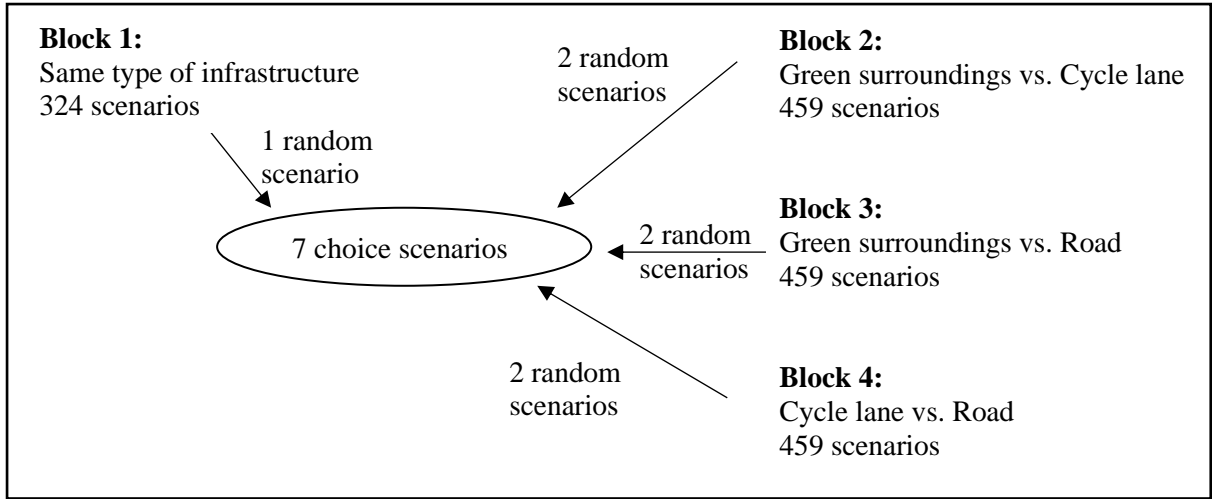 Block 1:
Same type of infrastructure
324 scenarios
1 random
scenario
2 random
scenarios
Block 2:
Green surroundings vs. Cycle lane
459 scenarios
7 choice scenarios
2 random
scenarios
Block 3:
Green surroundings vs. Road
459 scenarios
2 random
scenarios
Block 4:
Cycle lane vs. Road
459 scenarios